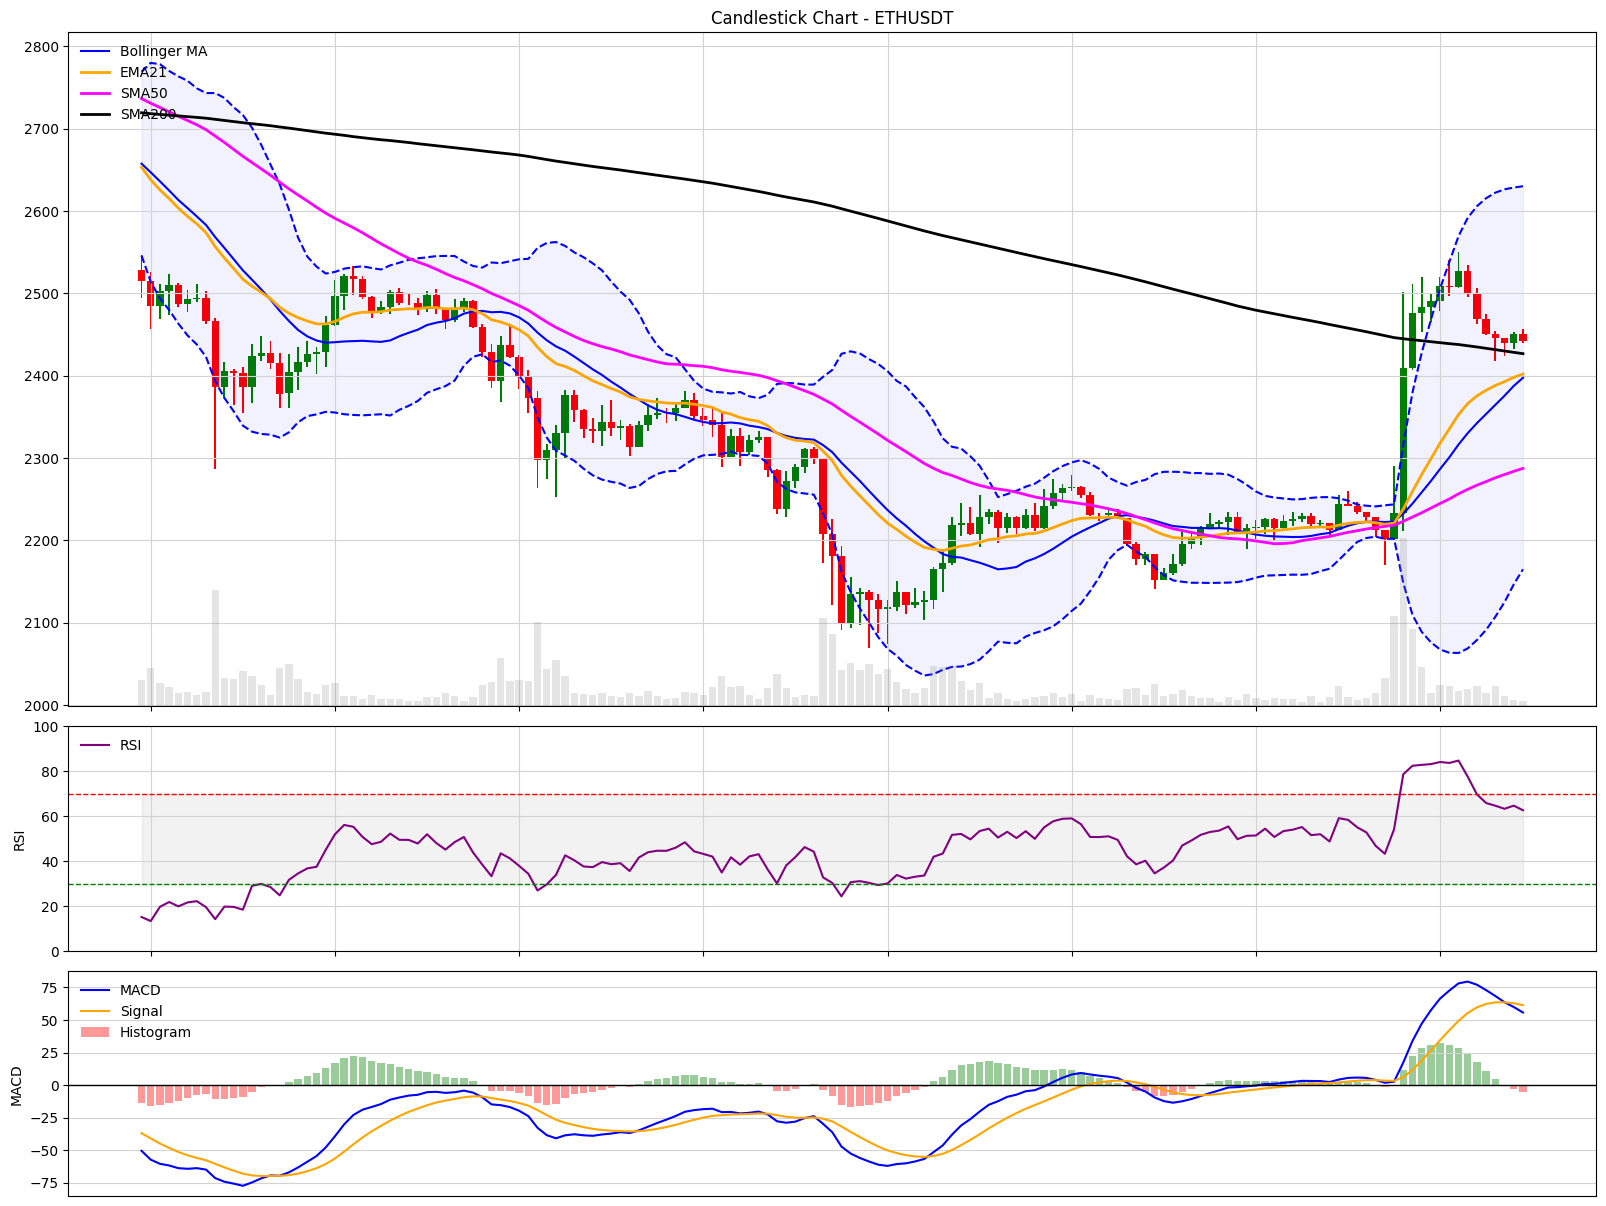 Candlestick Chart - ETHUSDT
Bollinger MA
EMA21
SMA50
SMA200
2800
2700
2600
2500
2400
2300
2200
2100
2000
RSI
100
80
60
40
20
0
RSI
MACD
Signal
Histogram
75
50
25
0
−25
−50
−75
MACD